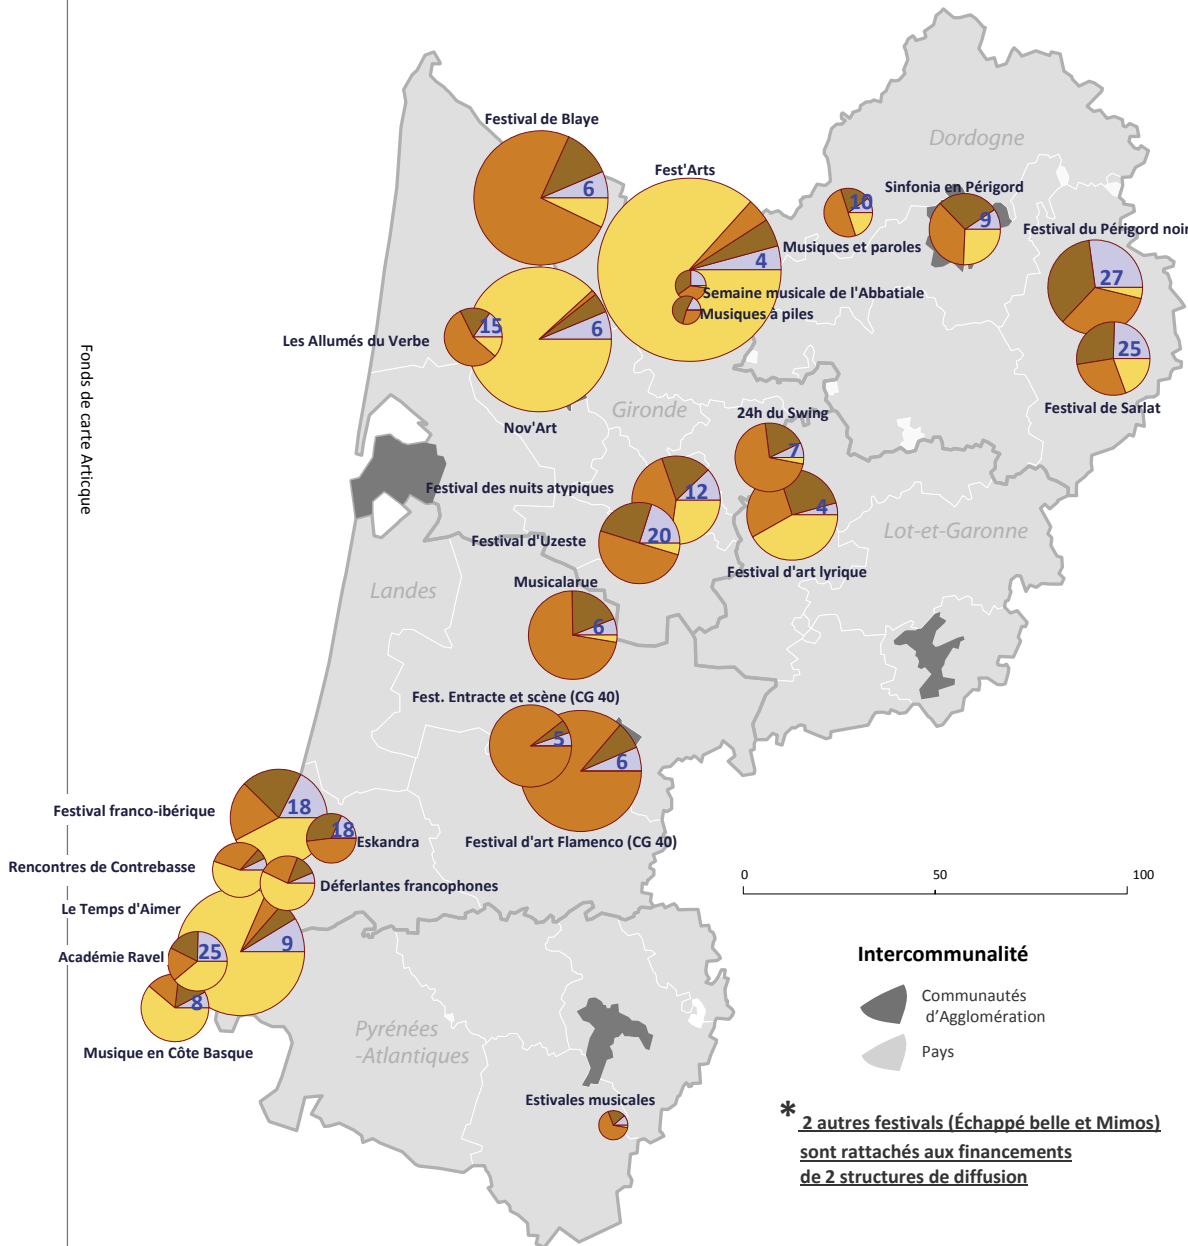 Festival de Blaye
6
Fest'Arts
4
Dordogne
Sinfonia en Périgord
10
9
Musiques et paroles
Festival du Périgord noir
27
Semaine musicale de l'Abbatiale
Musiques à piles
Les Allumés du Verbe
15
6
Nov'Art
25
Festival de Sarlat
Fonds de carte Articque
Gironde
24h du Swing
7
Festival des nuits atypiques
12
4
Festival d'Uzeste
20
Lot-et-Garonne
Festival d'art lyrique
Landes
Musicalarue
6
Fest. Entracte et scène (CG 40)
5
6
Festival d'art Flamenco (CG 40)
Festival franco-ibérique
18
18
Eskandra
Rencontres de Contrebasse
Déferlantes francophones
Le Temps d'Aimer
9
Académie Ravel
25
8
Musique en Côte Basque
0 50 100
Intercommunalité
Communautés
d'Agglomération
Pays
Pyrénées
-Atlantiques
Estivales musicales
* 2 autres festivals (Échappé belle et Mimos)
sont rattachés aux financements
de 2 structures de diffusion